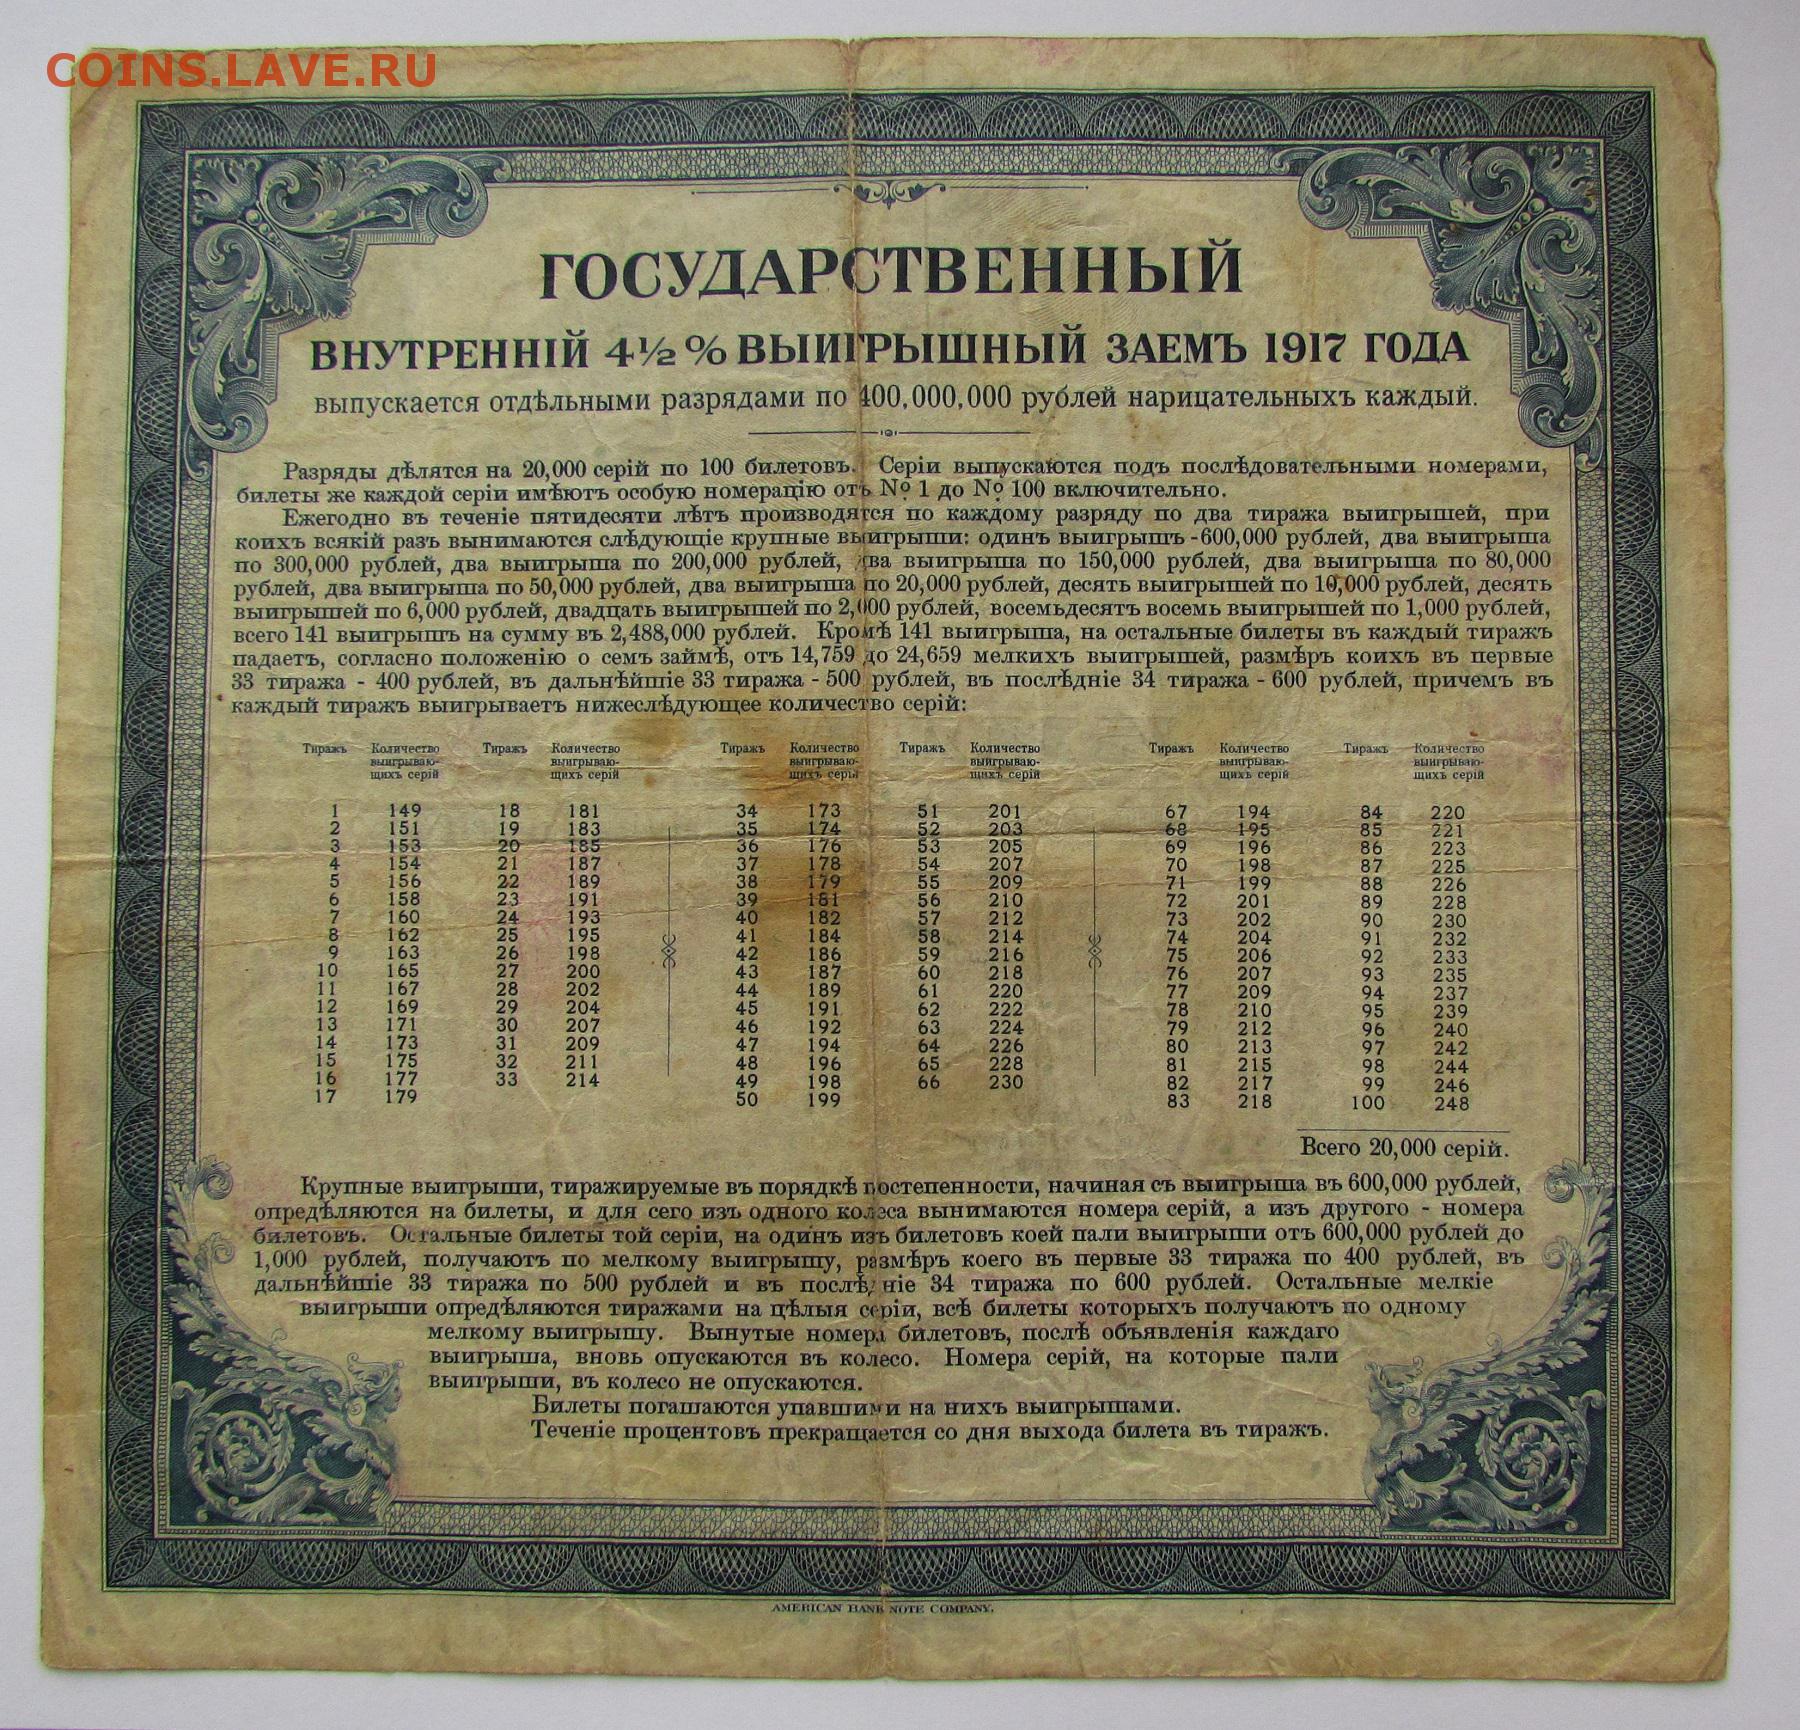 COINS.LAVE.RU
ГОСУДАРСТВЕННЫЙ
ВНУТРЕННІЙ 4½% ВЫИГРЫШНЫЙ ЗАЕМЪ 1917 ГОДА
выпускается отдѣльными разрядами по 400,000,000 рублей нарицательныхъ каждый.
Разряды дѣлятся на 20,000 серій по 100 билетовъ. Серіи выпускаются подъ послѣдовательными номерами,
билеты же каждой серіи имѣютъ особую номерацію отъ № 1 до № 100 включительно.
Ежегодно въ теченіе пятидесяти лѣтъ производятся по каждому разряду по два тиража выигрышей, при
коихъ всякій разъ вынимаются слѣдующіе крупные выигрыши: одинъ выигрышъ - 600,000 рублей, два выигрыша
по 300,000 рублей, два выигрыша по 200,000 рублей, два выигрыша по 150,000 рублей, два выигрыша по 80,000
рублей, два выигрыша по 50,000 рублей, два выигрыша по 20,000 рублей, десять выигрышей по 10,000 рублей, десять
выигрышей по 6,000 рублей, двадцать выигрышей по 2,000 рублей, восемьдесятъ восемь выигрышей по 1,000 рублей,
всего 141 выигрышъ на сумму въ 2,488,000 рублей. Кромѣ 141 выигрыша, на остальные билеты въ каждый тиражъ
падаетъ, согласно положенію о семъ займѣ, отъ 14,759 до 24,659 мелкихъ выигрышей, размѣръ коихъ въ первые
33 тиража - 400 рублей, въ дальнѣйшіе 33 тиража - 500 рублей, въ послѣдніе 34 тиража - 600 рублей, причемъ въ
каждый тиражъ выигрываетъ нижеслѣдующее количество серій:
Тиражъ Количество Тиражъ Количество Тиражъ Количество Тиражъ Количество Тиражъ Количество Тиражъ Количество
выигрываю- выигрываю- выигрываю- выигрываю- выигрываю- выигрываю-
щихъ серій щихъ серій щихъ серій щихъ серій щихъ серій щихъ серій
1 149 18 181 34 173 51 201 67 194 84 220
2 151 19 183 35 174 52 203 68 195 85 221
3 153 20 185 36 176 53 205 69 196 86 223
4 154 21 187 37 178 54 207 70 198 87 225
5 156 22 189 38 179 55 209 71 199 88 226
6 158 23 191 39 181 56 210 72 201 89 228
7 160 24 193 40 182 57 212 73 202 90 230
8 162 25 195 41 184 58 214 74 204 91 232
9 163 26 198 42 186 59 216 75 206 92 233
10 165 27 200 43 187 60 218 76 207 93 235
11 167 28 202 44 189 61 220 77 209 94 237
12 169 29 204 45 191 62 222 78 210 95 239
13 171 30 207 46 192 63 224 79 212 96 240
14 173 31 209 47 194 64 226 80 213 97 242
15 175 32 211 48 196 65 228 81 215 98 244
16 177 33 214 49 198 66 230 82 217 99 246
17 179 50 199 83 218 100 248
Всего 20,000 серій.
Крупные выигрыши, тиражируемые въ порядкѣ постепенности, начиная съ выигрыша въ 600,000 рублей,
опредѣляются на билеты, и для сего изъ одного колеса вынимаются номера серій, а изъ другого - номера
билетовъ. Остальные билеты той серіи, на одинъ изъ билетовъ коей пали выигрыши отъ 600,000 рублей до
1,000 рублей, получаютъ по мелкому выигрышу, размѣръ коего въ первые 33 тиража по 400 рублей, въ
дальнѣйшіе 33 тиража по 500 рублей и въ послѣдніе 34 тиража по 600 рублей. Остальные мелкіе
выигрыши опредѣляются тиражами на цѣлыя серіи, всѣ билеты которыхъ получаютъ по одному
мелкому выигрышу. Вынутые номера билетовъ, послѣ объявленія каждаго
выигрыша, вновь опускаются въ колесо. Номера серій, на которые пали
выигрыши, въ колесо не опускаются.
Билеты погашаются упавшими на нихъ выигрышами.
Теченіе процентовъ прекращается со дня выхода билета въ тиражъ.
AMERICAN BANK NOTE COMPANY.